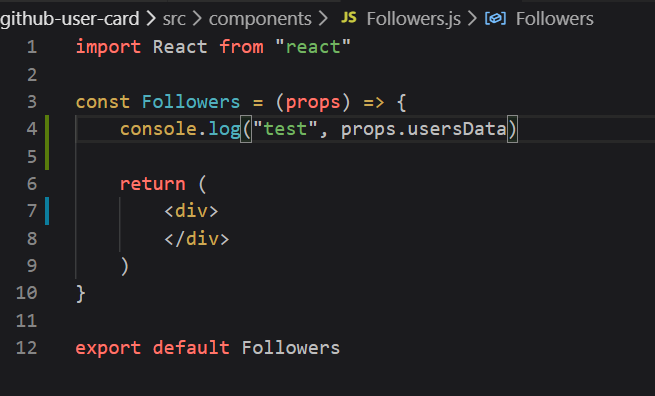 github-user-card > src > components > JS Followers.js > Followers
1 import React from "react"
2
3 const Followers = (props) => {
4     console.log("test", props.usersData)
5
6     return (
7         <div>
8         </div>
9     )
10 }
11
12 export default Followers